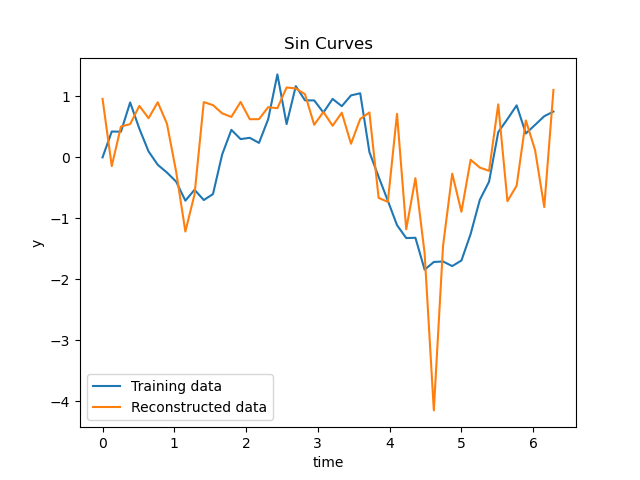 Sin Curves
y
1
0
−1
−2
−3
−4
Training data
Reconstructed data
0 1 2 3 4 5 6
time